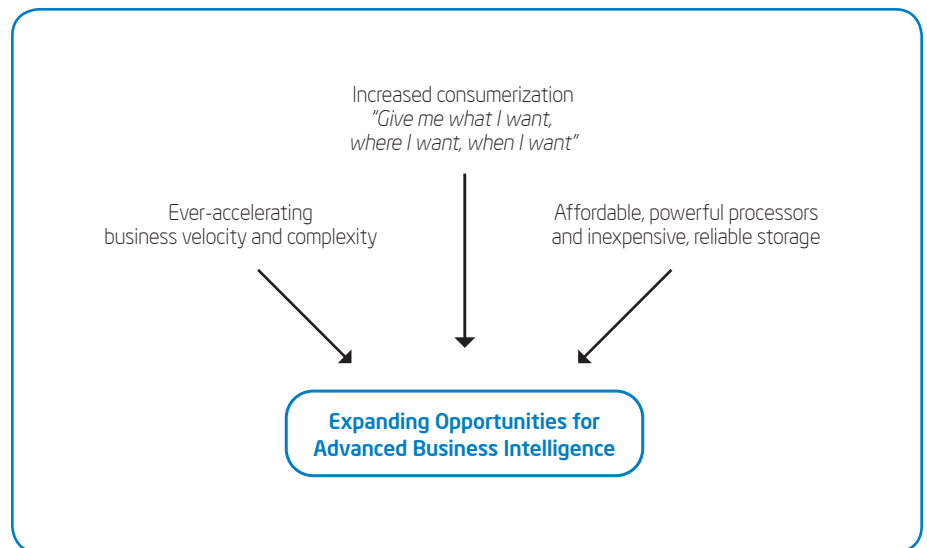 Increased consumerization
“Give me what I want,
where I want, when I want”
Ever-accelerating
business velocity and complexity
Affordable, powerful processors
and inexpensive, reliable storage
Expanding Opportunities for
Advanced Business Intelligence